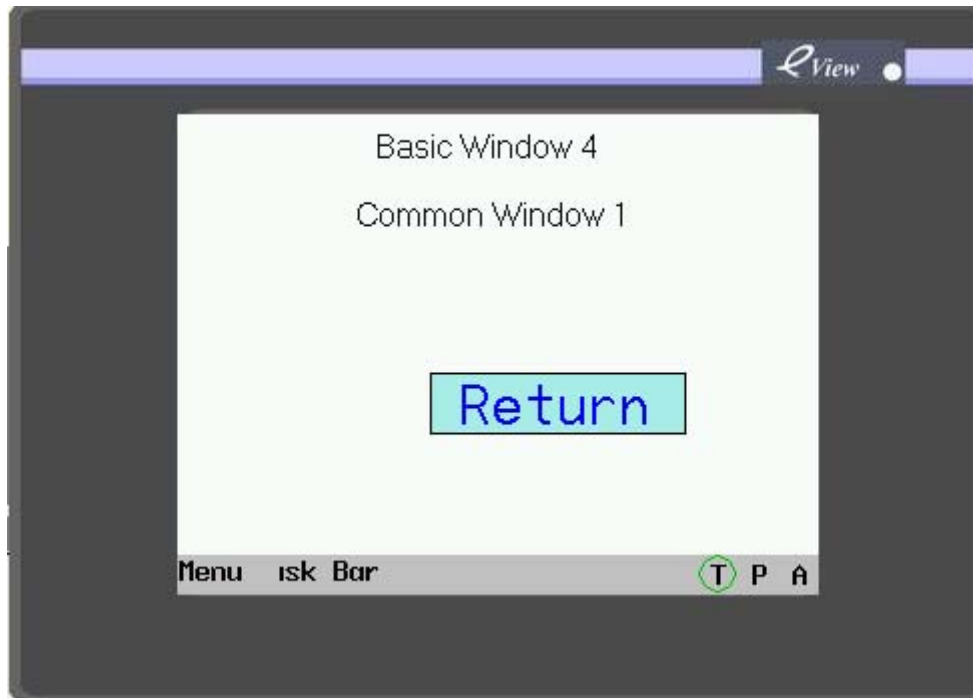 eView
Basic Window 4
Common Window 1
Return
Menu ısk Bar T P A